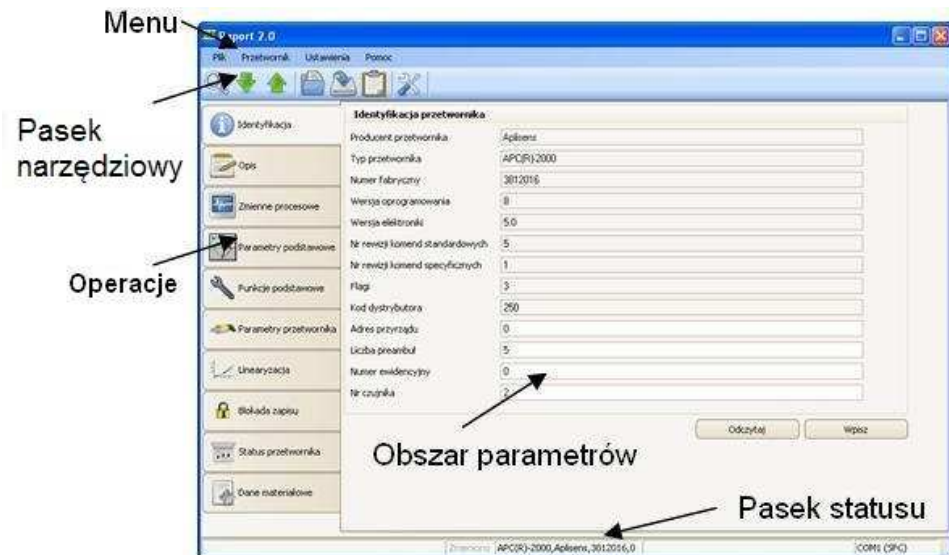 Menu
Raport 2.0
Plik Przetwornik Ustawienia Pomoc
Pasek
narzędziowy
Operacje
Identyfikacja
Opis
Zmienne procesowe
Parametry podstawowe
Funkcje podstawowe
Parametry przetwornika
Linearyzacja
Blokada zapisu
Status przetwornika
Dane materiałowe
Identyfikacja przetwornika
Producent przetwornika Aplisens
Typ przetwornika APC(R)-2000
Numer fabryczny 3812016
Wersja oprogramowania 8
Wersja elektroniki 5.0
Nr rewizji komend standardowych 5
Nr rewizji komend specyficznych 1
Flagi 3
Kod dystrybutora 250
Adres przyrządu 0
Liczba preambuł 5
Numer ewidencyjny 0
Nr czujnika 2
Odczytaj Wpisz
Obszar parametrów
Pasek statusu
APC(R)-2000,Aplisens,3812016,0 COM1 (SPC)